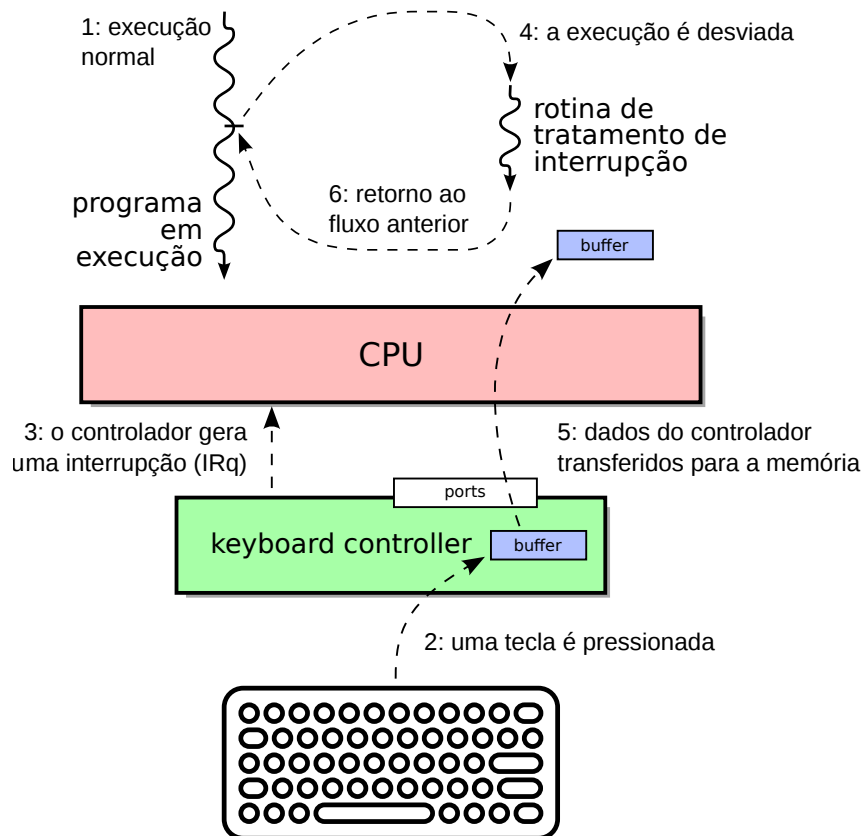 1: execução
normal
4: a execução é desviada
rotina de
tratamento de
interrupção
6: retorno ao
fluxo anterior
programa
em
execução
buffer
CPU
3: o controlador gera
uma interrupção (IRq)
5: dados do controlador
transferidos para a memória
ports
keyboard controller
buffer
2: uma tecla é pressionada